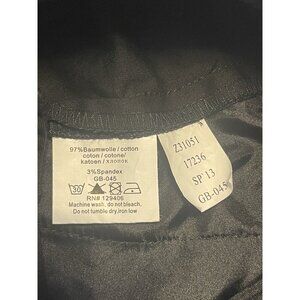 97%Baumwolle/cotton
coton/cotone/
katoen/хлопок
3%Spandex
GB-045
30
RN# 129406
Machine wash, do not bleach,
Do not tumble dry,iron low
Z31051
17236
SP 13
GB-045